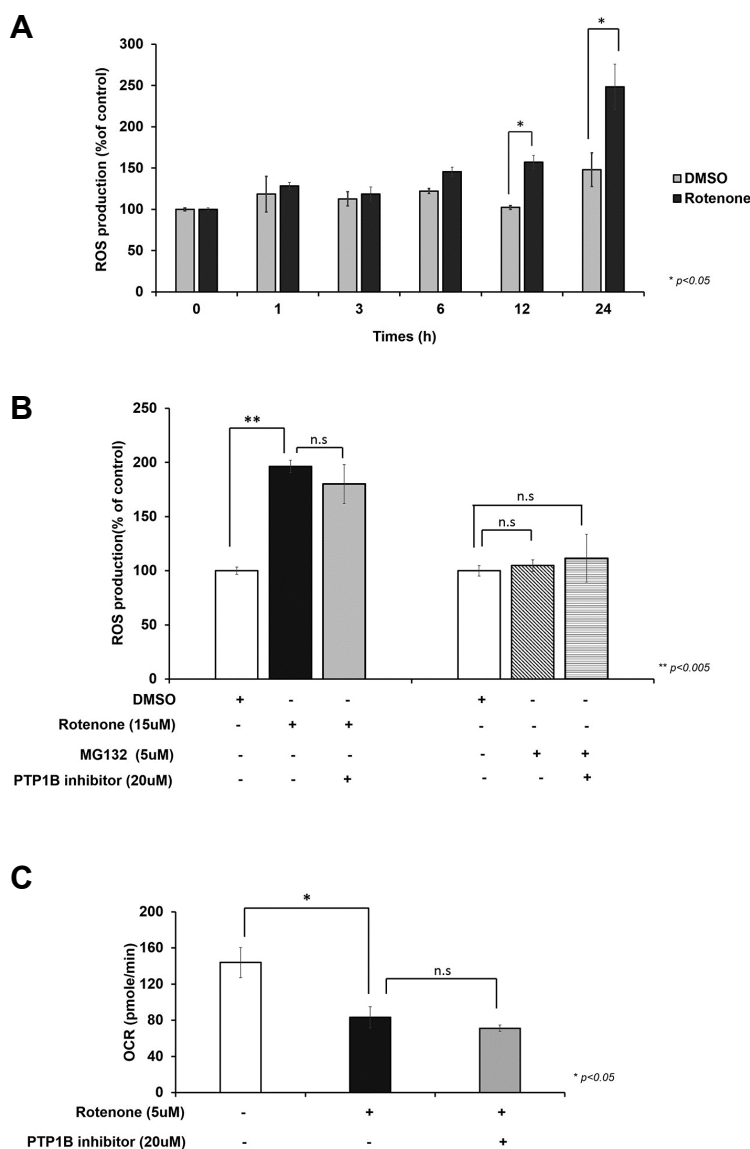 A
300
*
250
*
200
150
100
50
0
ROS production (%of control)
DMSO
Rotenone
* p<0.05
0 1 3 6 12 24
Times (h)
B
250
**
n.s
200
150
n.s
n.s
100
50
0
ROS production(% of control)
** p<0.005
DMSO + - - + - -
Rotenone (15uM) - + + - - -
MG132 (5uM) - - - - + +
PTP1B inhibitor (20uM) - - + - - +
C
200
*
160
n.s
120
80
40
0
OCR (pmole/min)
* p<0.05
Rotenone (5uM) - + +
PTP1B inhibitor (20uM) - - +